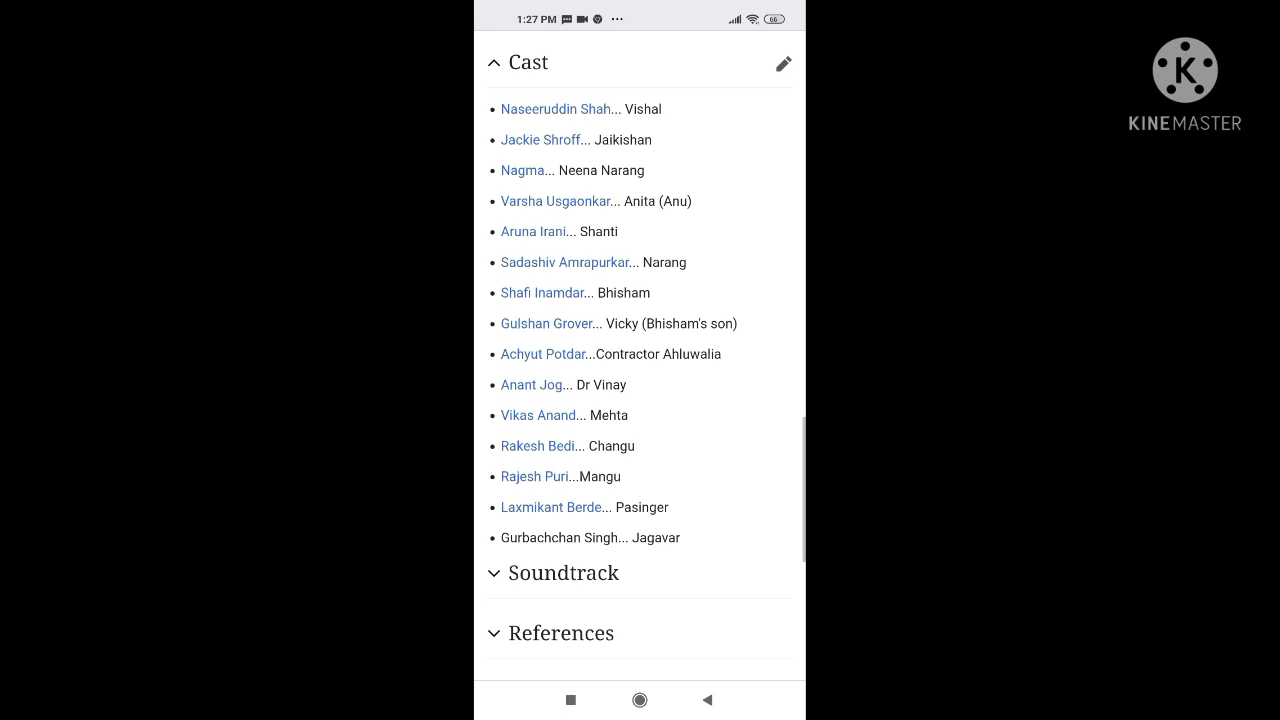 1:27 PM ... 66
KINEMASTER
Cast
• Naseeruddin Shah... Vishal
• Jackie Shroff... Jaikishan
• Nagma... Neena Narang
• Varsha Usgaonkar... Anita (Anu)
• Aruna Irani... Shanti
• Sadashiv Amrapurkar... Narang
• Shafi Inamdar... Bhisham
• Gulshan Grover... Vicky (Bhisham's son)
• Achyut Potdar...Contractor Ahluwalia
• Anant Jog... Dr Vinay
• Vikas Anand... Mehta
• Rakesh Bedi... Changu
• Rajesh Puri...Mangu
• Laxmikant Berde... Pasinger
• Gurbachchan Singh... Jagavar
Soundtrack
References